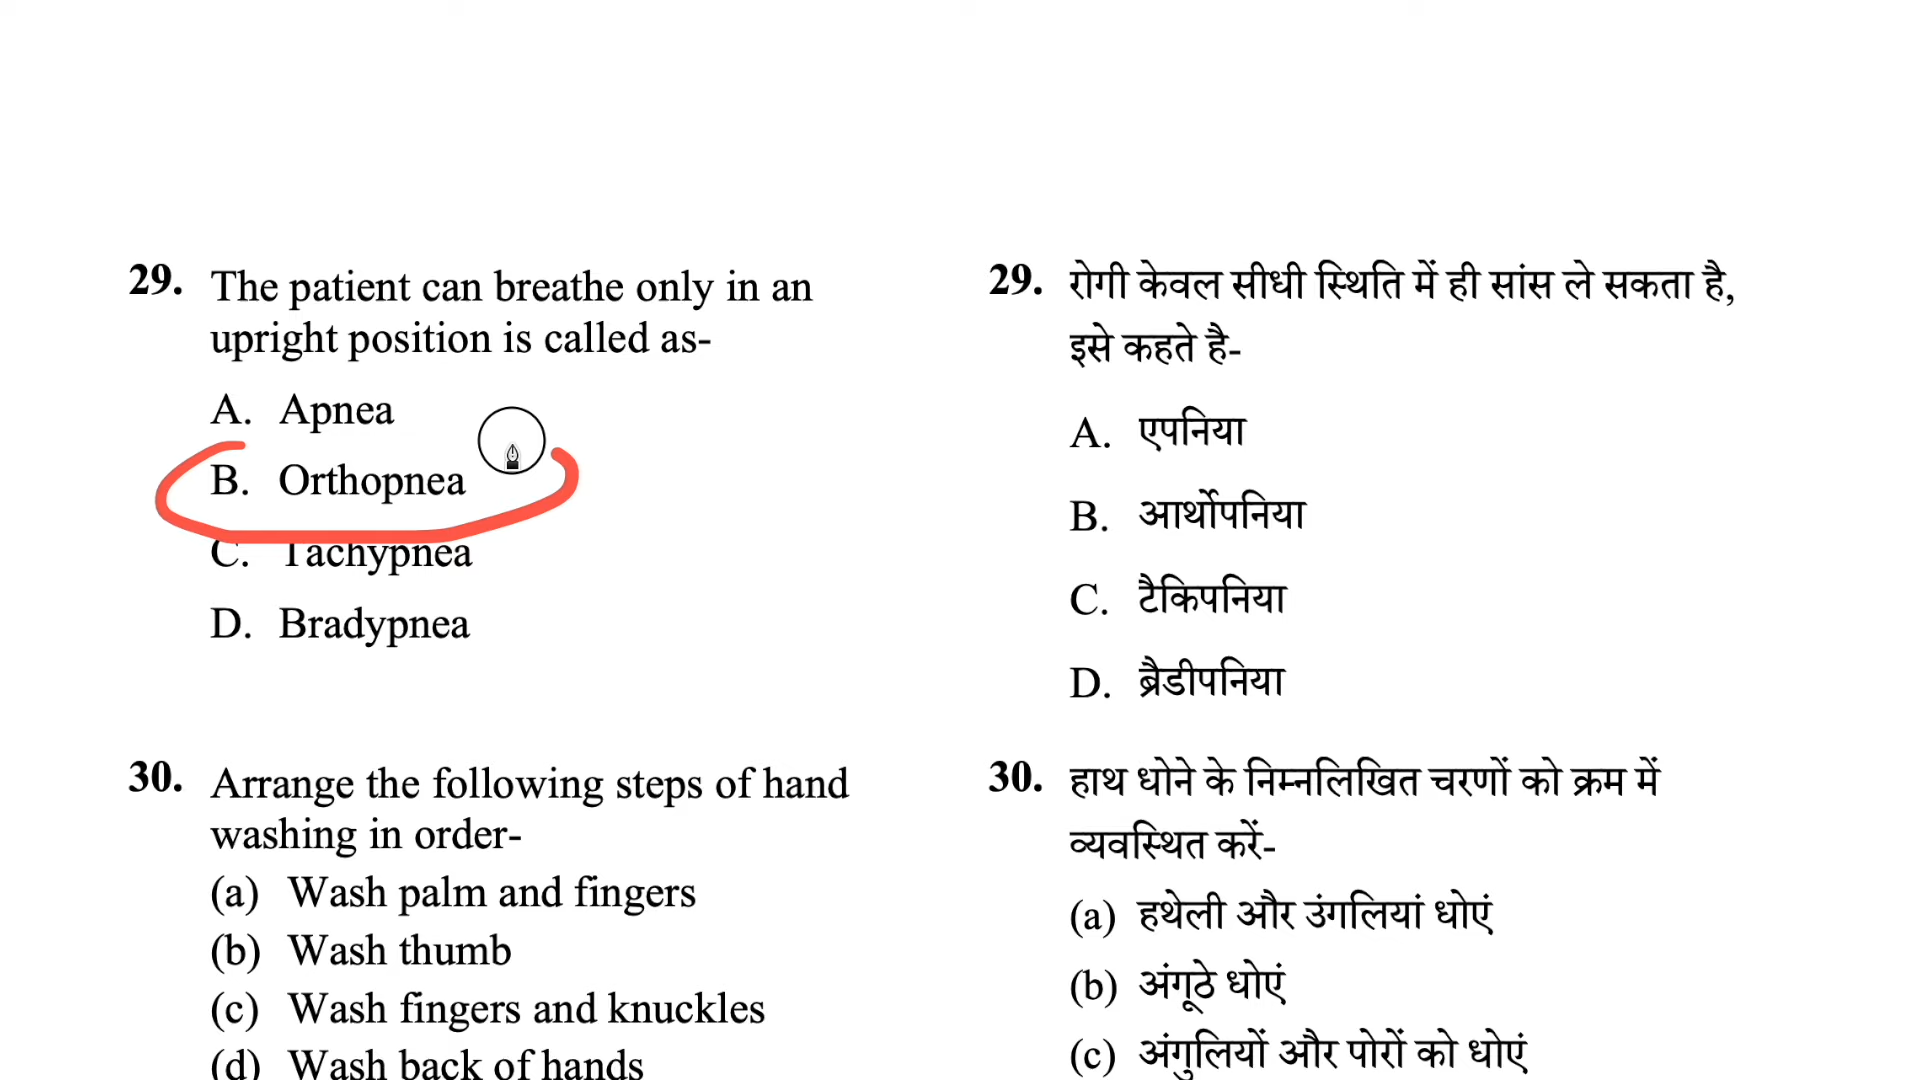 29. The patient can breathe only in an
upright position is called as-
A. Apnea
B. Orthopnea
C. Tachypnea
D. Bradypnea
30. Arrange the following steps of hand
washing in order-
(a) Wash palm and fingers
(b) Wash thumb
(c) Wash fingers and knuckles
(d) Wash back of hands
29. रोगी केवल सीधी स्थिति में ही सांस ले सकता है,
इसे कहते है-
A. एपनिया
B. आर्थोपनिया
C. टैकिपनिया
D. ब्रैडीपनिया
30. हाथ धोने के निम्नलिखित चरणों को क्रम में
व्यवस्थित करें-
(a) हथेली और उंगलियां धोएं
(b) अंगूठे धोएं
(c) अंगुलियों और पोरों को धोएं